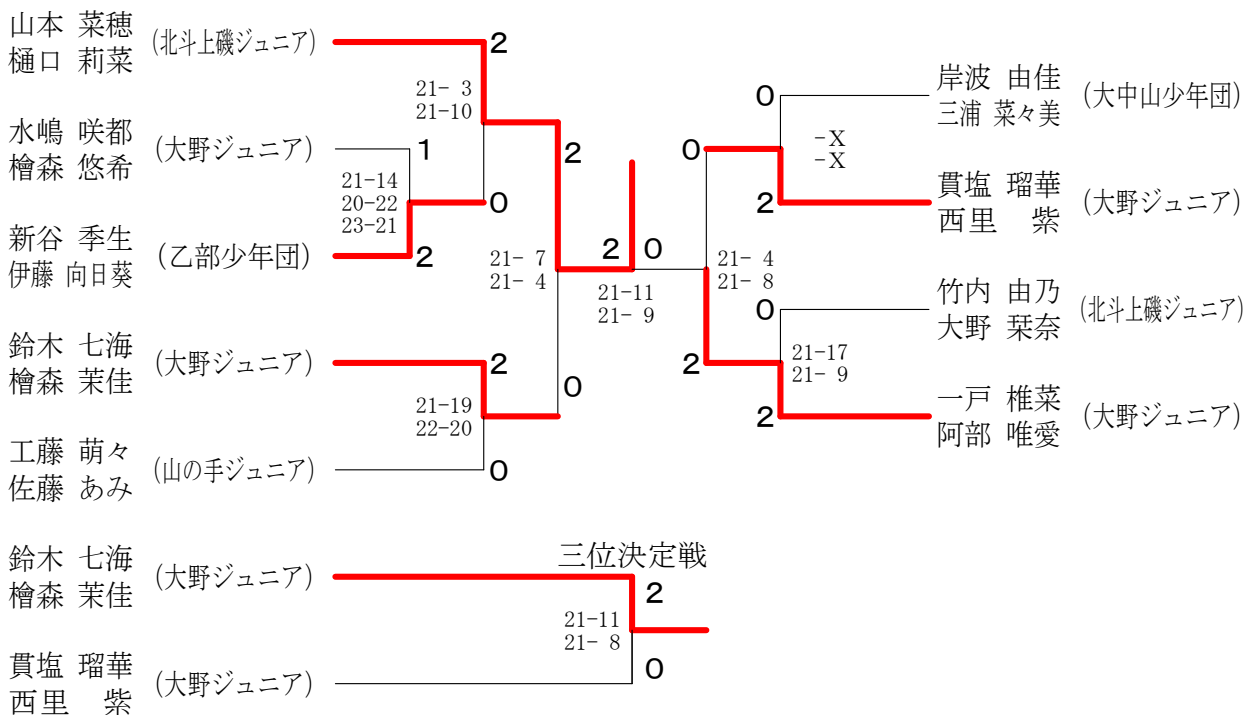 山本 菜穂
樋口 莉菜
(北斗上磯ジュニア)
2
21- 3
21-10
水嶋 咲都
檜森 悠希
(大野ジュニア)
1
21-14
20-22
23-21
0
新谷 季生
伊藤 向日葵
(乙部少年団)
2
2
21- 7
21- 4
鈴木 七海
檜森 茉佳
(大野ジュニア)
2
21-19
22-20
0
工藤 萌々
佐藤 あみ
(山の手ジュニア)
0
2
0
21-11
21- 9
0
岸波 由佳
三浦 菜々美
(大中山少年団)
-X
-X
0
2
貫塩 瑠華
西里 紫
(大野ジュニア)
21- 4
21- 8
0
竹内 由乃
大野 栞奈
(北斗上磯ジュニア)
2
21-17
21- 9
2
一戸 椎菜
阿部 唯愛
(大野ジュニア)
三位決定戦
鈴木 七海
檜森 茉佳
(大野ジュニア)
2
21-11
21- 8
0
貫塩 瑠華
西里 紫
(大野ジュニア)